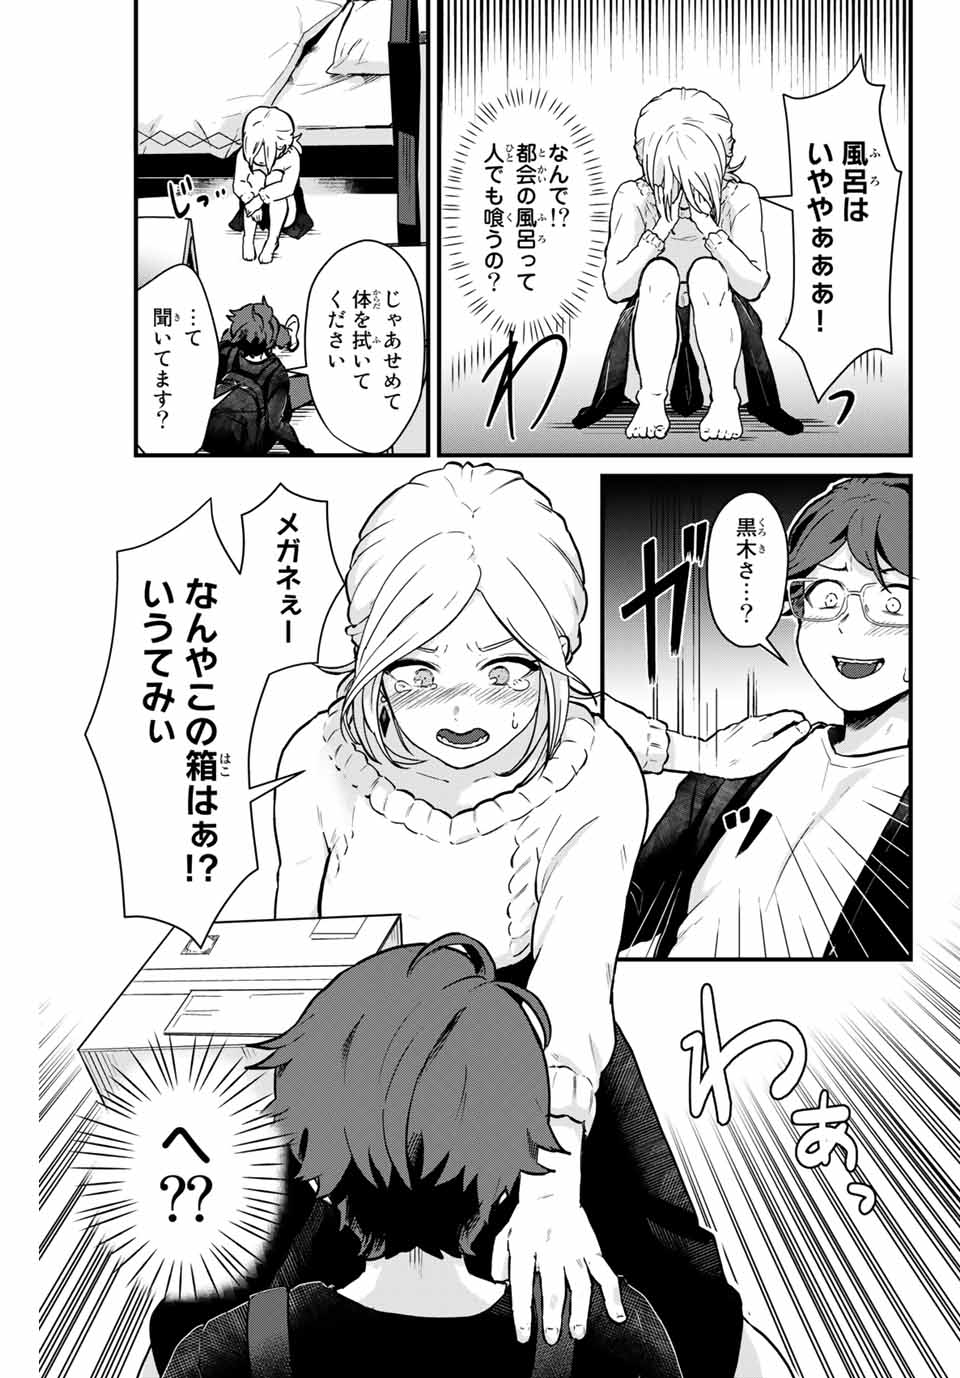 風呂は
いややぁぁぁ！
なんで!?
都会の風呂って
人でも喰うの？
わっ
じゃあせめて
体を拭いて
ください
…て
聞いてます？
じっ
黒木さ…？
ガッ
メガネぇー
なんやこの箱はぁ!?
いうてみぃ
へ
??
わぁ